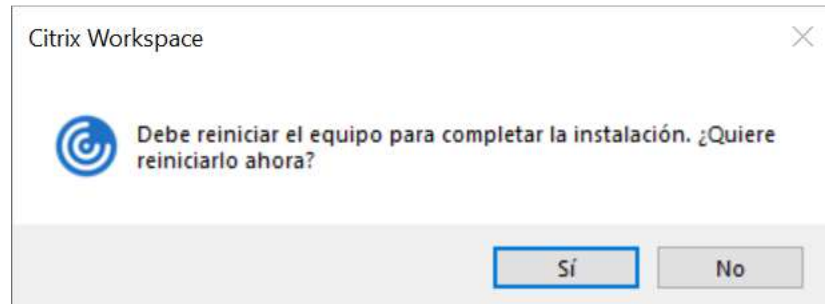 Citrix Workspace
Debe reiniciar el equipo para completar la instalación. ¿Quiere
reiniciarlo ahora?
Sí
No